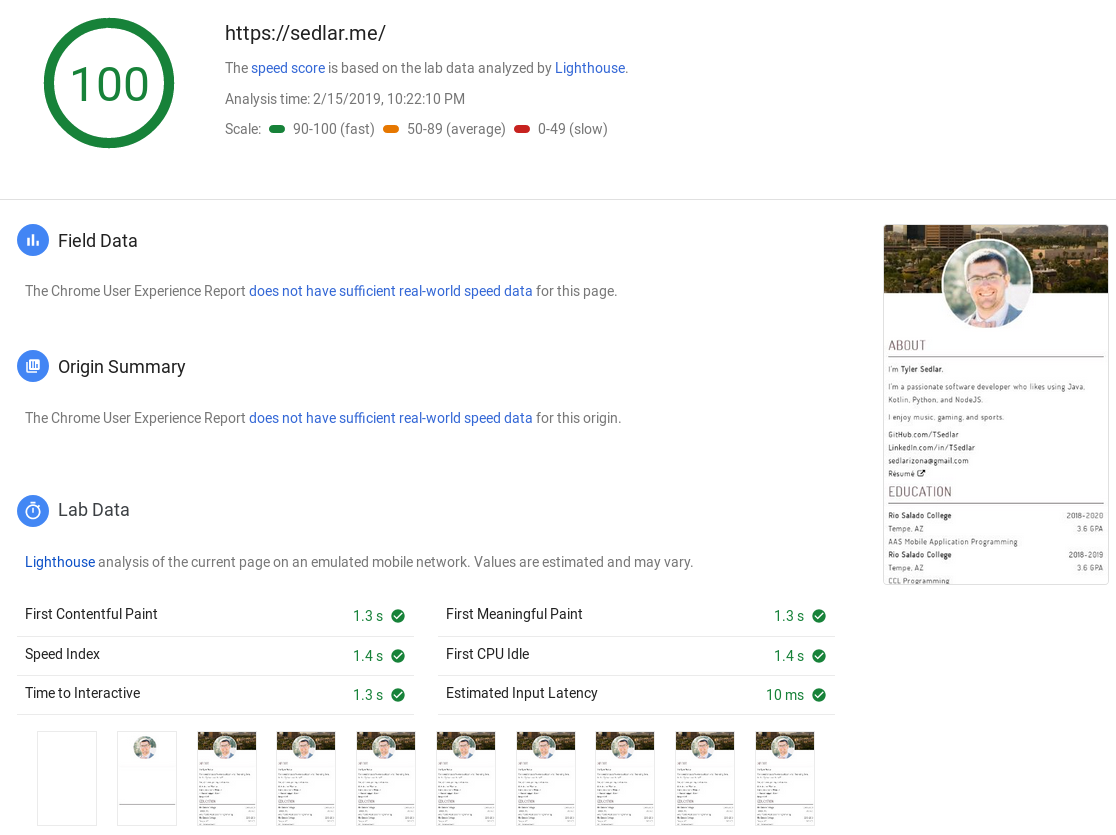 100
https://sedlar.me/
The speed score is based on the lab data analyzed by Lighthouse.
Analysis time: 2/15/2019, 10:22:10 PM
Scale: 90-100 (fast) 50-89 (average) 0-49 (slow)
Field Data
The Chrome User Experience Report does not have sufficient real-world speed data for this page.
Origin Summary
The Chrome User Experience Report does not have sufficient real-world speed data for this origin.
Lab Data
Lighthouse analysis of the current page on an emulated mobile network. Values are estimated and may vary.
First Contentful Paint 1.3 s
First Meaningful Paint 1.3 s
Speed Index 1.4 s
First CPU Idle 1.4 s
Time to Interactive 1.3 s
Estimated Input Latency 10 ms
ABOUT
I'm Tyler Sedlar.
I'm a passionate software developer who likes using Java,
Kotlin, Python, and NodeJS.
I enjoy music, gaming, and sports.
GitHub.com/TSedlar
LinkedIn.com/in/TSedlar
sedlarizona@gmail.com
Résumé
EDUCATION
Rio Salado College 2018-2020
Tempe, AZ 3.6 GPA
AAS Mobile Application Programming
Rio Salado College 2018-2019
Tempe, AZ 3.6 GPA
CCL Programming